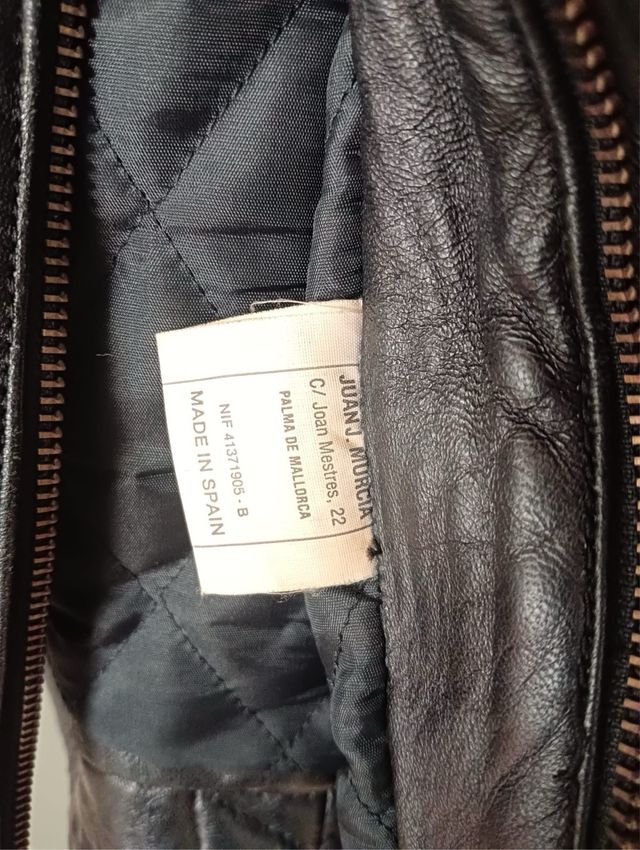 JUAN J. MURCIA
C/ Joan Mestres, 22
PALMA DE MALLORCA
NIF 41371905 - B
MADE IN SPAIN